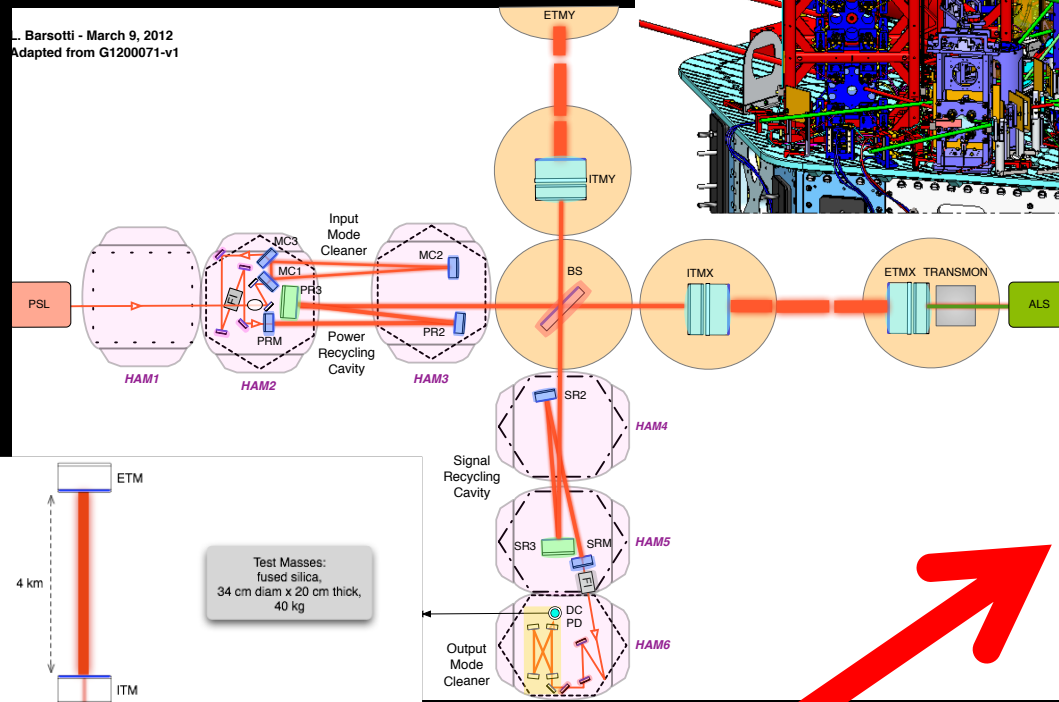 L. Barsotti - March 9, 2012
Adapted from G1200071-v1
ETMY
ITMY
Input
Mode
Cleaner
MC3
MC1
MC2
PR3
FI
PSL
PRM
PR2
Power
Recycling
Cavity
HAM1
HAM2
HAM3
BS
ITMX
ETMX
TRANSMON
ALS
SR2
HAM4
Signal
Recycling
Cavity
SR3
SRM
HAM5
FI
DC
PD
HAM6
Output
Mode
Cleaner
ETM
4 km
ITM
Test Masses:
fused silica,
34 cm diam x 20 cm thick,
40 kg